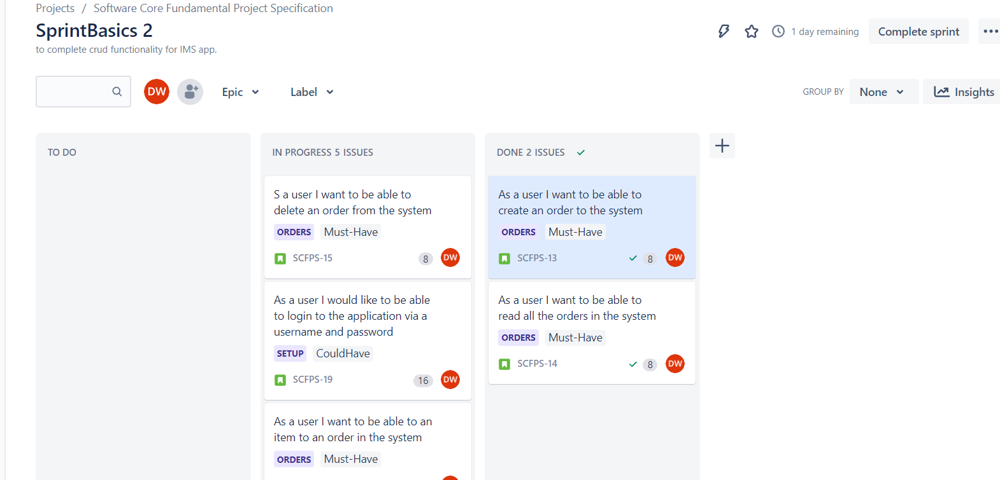 Projects / Software Core Fundamental Project Specification
SprintBasics 2
to complete crud functionality for IMS app.
1 day remaining
Complete sprint
DW
Epic
Label
GROUP BY
None
Insights
TO DO
IN PROGRESS 5 ISSUES
S a user I want to be able to
delete an order from the system
ORDERS Must-Have
SCFPS-15 8 DW
As a user I would like to be able
to login to the application via a
username and password
SETUP CouldHave
SCFPS-19 16 DW
As a user I want to be able to an
item to an order in the system
ORDERS Must-Have
DONE 2 ISSUES
As a user I want to be able to
create an order to the system
ORDERS Must-Have
SCFPS-13 8 DW
As a user I want to be able to
read all the orders in the system
ORDERS Must-Have
SCFPS-14 8 DW